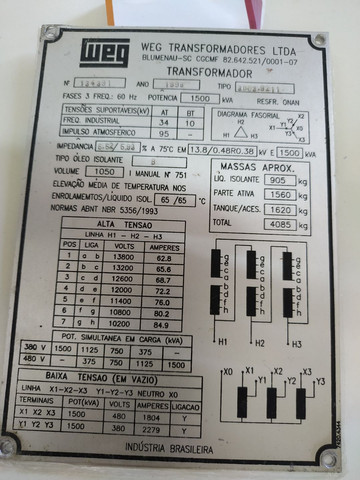 weg WEG TRANSFORMADORES LTDA
BLUMENAU-SC CGCMF 82.642.521/0001-07
TRANSFORMADOR
Nº ANO TIPO
FASES 3 FREQ.: 60 Hz POTENCIA 1500 kVA RESFR. ONAN
TENSÕES SUPORTAVEIS(kV) AT BT
FREQ. INDUSTRIAL 34 10
IMPULSO ATMOSFÉRICO 95 -
DIAGRAMA FASORIAL
IMPEDANCIA % A 75°C EM 13.8/0.48R0.38 kV E 1500 kVA
TIPO ÓLEO ISOLANTE
VOLUME 1050 l MANUAL Nº 751
ELEVAÇÃO MÉDIA DE TEMPERATURA NOS
ENROLAMENTOS/LÍQUIDO ISOL. 65/65 °C
NORMAS ABNT NBR 5356/1993
MASSAS APROX.
LÍQ. ISOLANTE 905 kg
PARTE ATIVA 1560 kg
TANQUE/ACES. 1620 kg
TOTAL 4085 kg
ALTA TENSAO
LINHA H1 - H2 - H3
POS LIGA VOLTS AMPERES
1 a b 13800 62.8
2 b c 13200 65.6
3 c d 12600 68.7
4 d e 12000 72.2
5 e f 11400 76.0
6 f g 10800 80.2
7 g h 10200 84.9
g e c a b d f h
g e c a b d f h
g e c a b d f h
H1 H2 H3
POT. SIMULTANEA EM CARGA (kVA)
380 V 1500 1125 750 375 -
480 V - 375 750 1125 1500
BAIXA TENSAO (EM VAZIO)
LINHA X1-X2-X3 Y1-Y2-Y3 NEUTRO X0
TERMINAIS POT(kVA) VOLTS AMPERES LIGACAO
X1 X2 X3 1500 480 1804 Y
Y1 Y2 Y3 1500 380 2279 Y
X0 X1 X2 X3
Y1 Y2 Y3
INDÚSTRIA BRASILEIRA